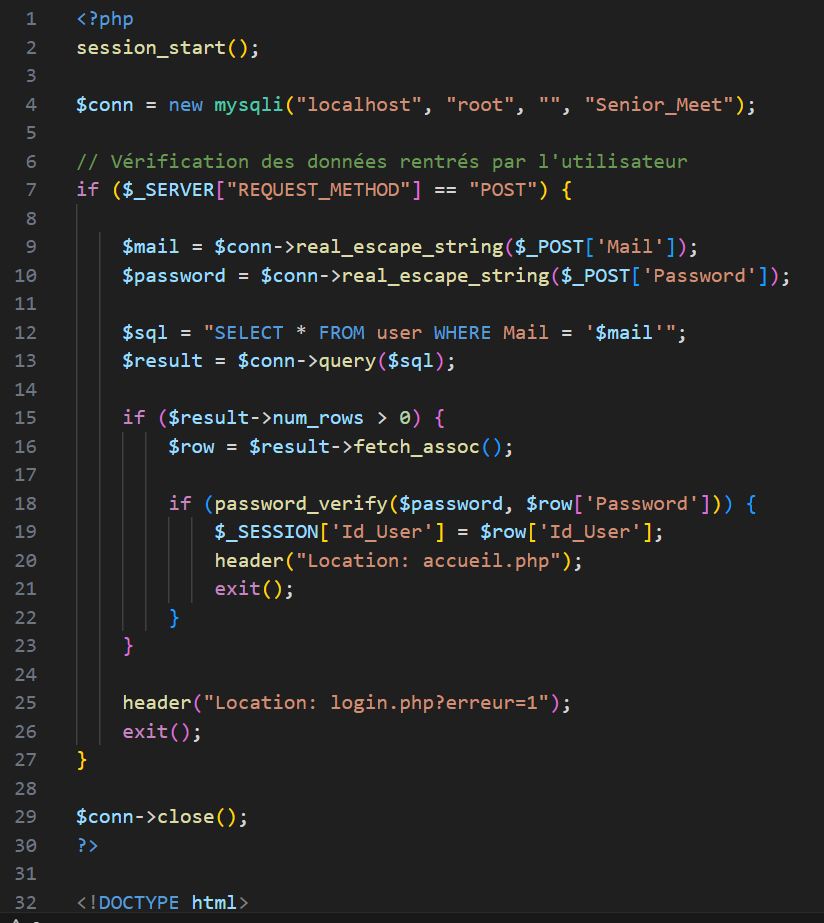 1 <?php
2 session_start();
3
4 $conn = new mysqli("localhost", "root", "", "Senior_Meet");
5
6 // Vérification des données rentrés par l'utilisateur
7 if ($_SERVER["REQUEST_METHOD"] == "POST") {
8
9 $mail = $conn->real_escape_string($_POST['Mail']);
10 $password = $conn->real_escape_string($_POST['Password']);
11
12 $sql = "SELECT * FROM user WHERE Mail = '$mail'";
13 $result = $conn->query($sql);
14
15 if ($result->num_rows > 0) {
16 $row = $result->fetch_assoc();
17
18 if (password_verify($password, $row['Password'])) {
19 $_SESSION['Id_User'] = $row['Id_User'];
20 header("Location: accueil.php");
21 exit();
22 }
23 }
24
25 header("Location: login.php?erreur=1");
26 exit();
27 }
28
29 $conn->close();
30 ?>
31
32 <!DOCTYPE html>